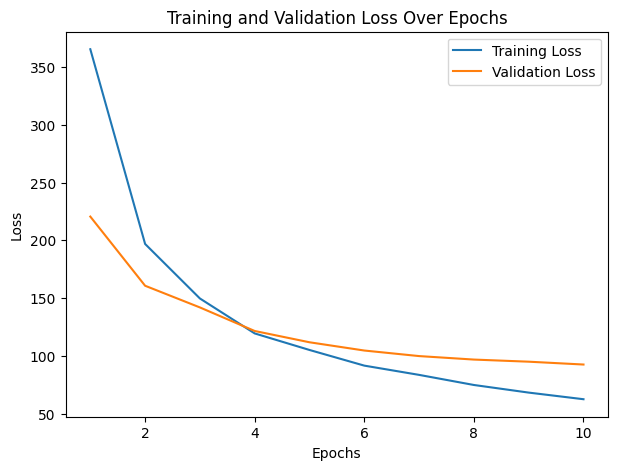 Training and Validation Loss Over Epochs
Training Loss
Validation Loss
Loss
350
300
250
200
150
100
50
2
4
6
8
10
Epochs